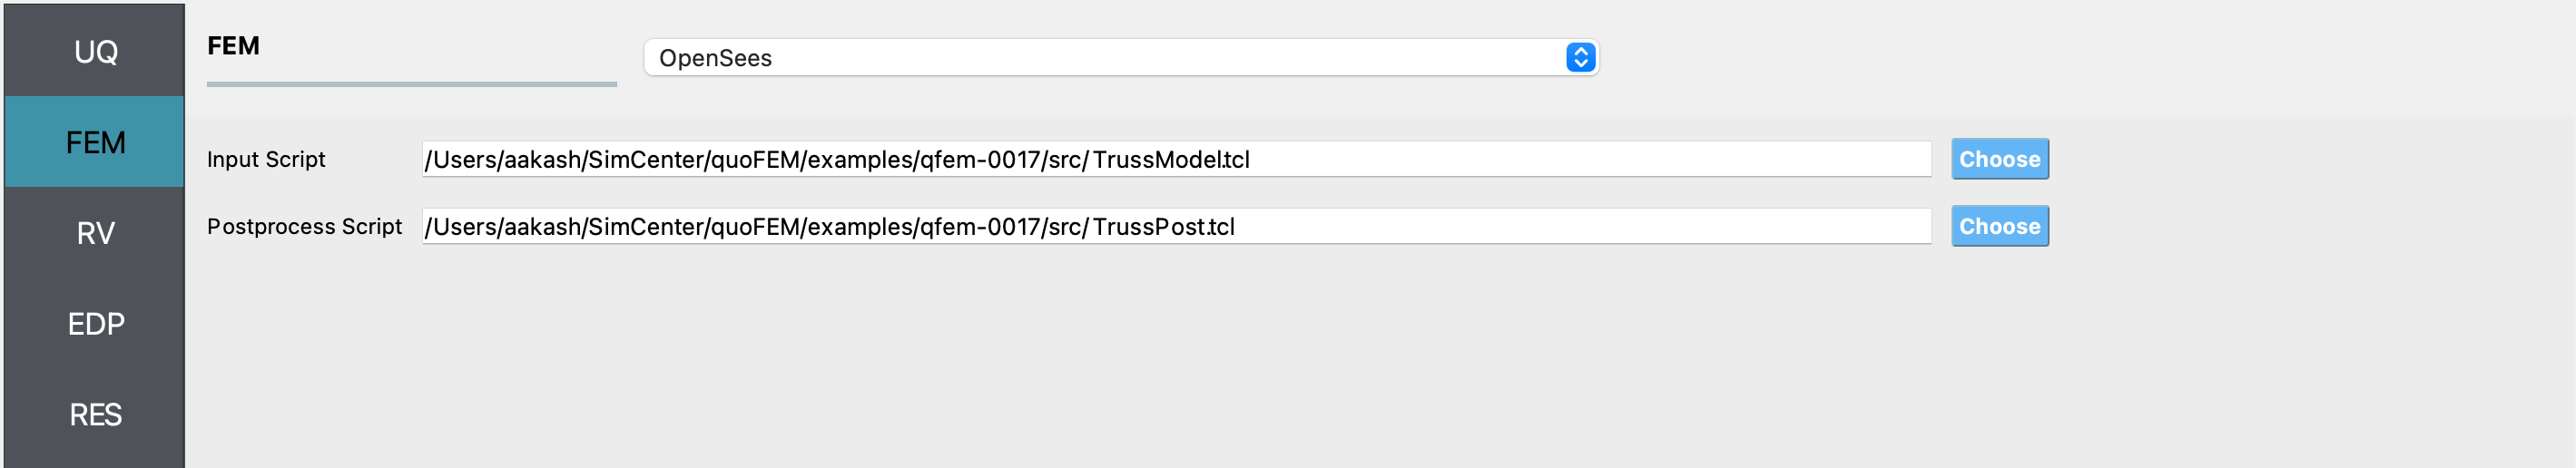 UQ
FEM
RV
EDP
RES
FEM
OpenSees
Input Script /Users/aakash/SimCenter/quoFEM/examples/qfem-0017/src/TrussModel.tcl Choose
Postprocess Script /Users/aakash/SimCenter/quoFEM/examples/qfem-0017/src/TrussPost.tcl Choose